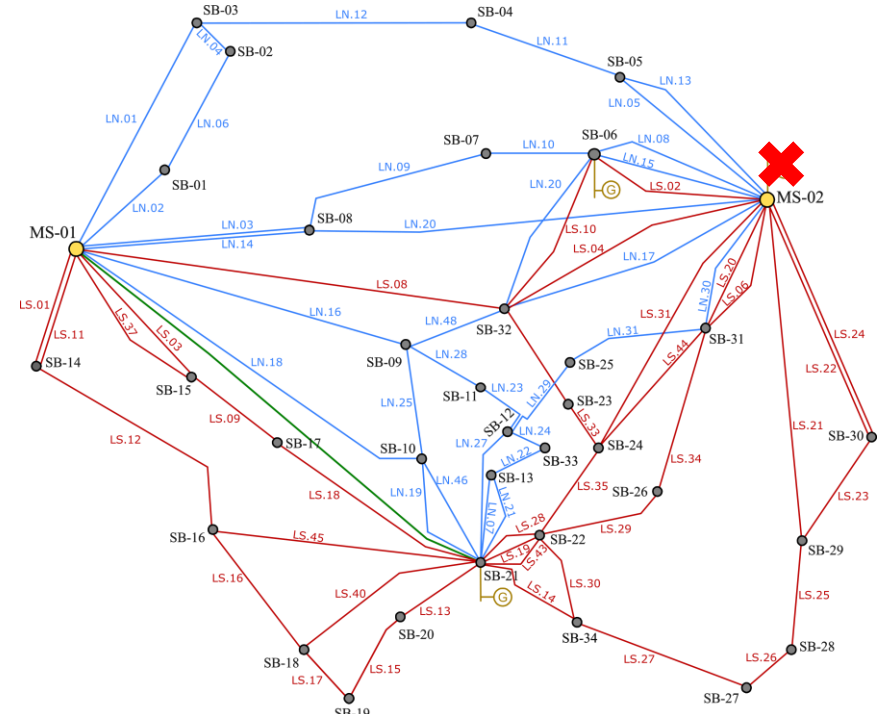 SB-03
LN.12
SB-04
LN.04
SB-02
LN.11
SB-05
LN.13
LN.01
LN.05
LN.06
SB-07
LN.10
SB-06
LN.08
LN.15
SB-01
LN.09
LN.20
LS.02
G
MS-02
LN.02
LN.03
SB-08
LN.20
LN.14
MS-01
LS.10
LS.04
LN.17
LS.08
LS.20
LN.30
LS.06
LS.31
LS.01
LS.11
LS.37
LS.03
LN.16
LN.48
SB-32
LN.31
SB-31
LS.24
LS.22
LS.44
SB-14
LN.18
SB-09
LN.28
SB-25
SB-15
SB-11
LN.23
LN.29
LN.25
SB-23
LS.09
LS.33
LS.21
LS.12
SB-17
SB-12
LN.24
SB-24
SB-30
LN.27
SB-33
SB-10
LN.22
LS.34
LN.46
SB-13
LS.35
SB-26
LS.23
LS.18
LN.19
LN.07
LN.21
LS.28
LS.29
SB-16
LS.45
SB-22
SB-29
LS.19
LS.43
SB-21
LS.16
LS.40
LS.30
LS.14
G
LS.25
LS.13
SB-20
SB-34
SB-18
LS.17
LS.15
LS.27
LS.26
SB-28
SB-27
SB-19